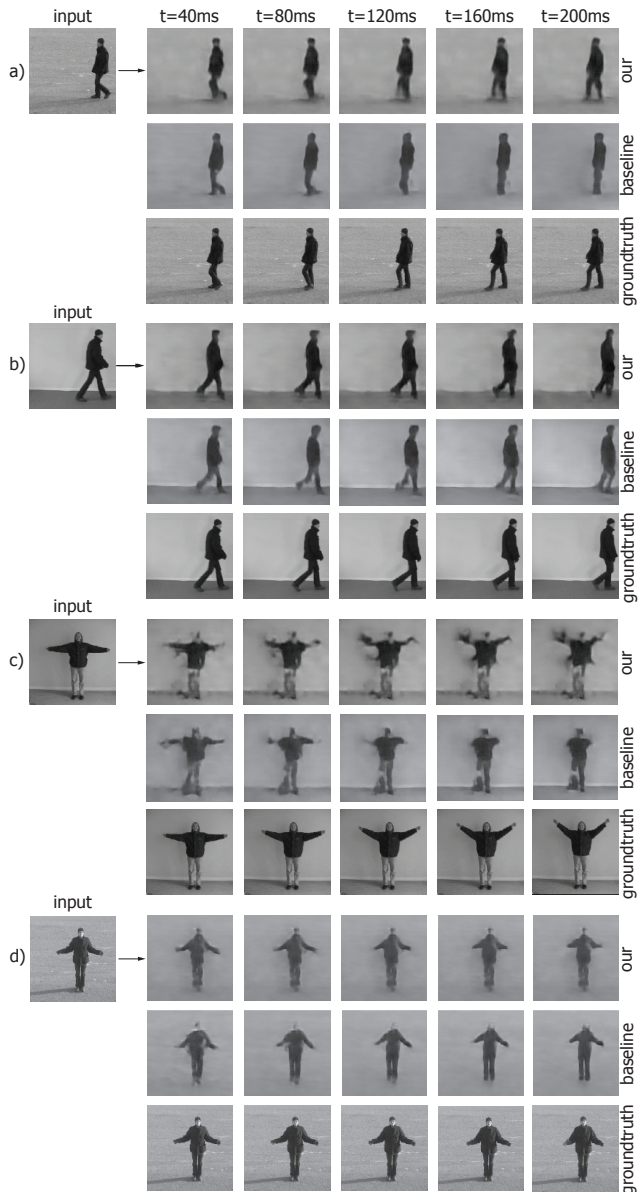 input t=40ms t=80ms t=120ms t=160ms t=200ms
a)
our
baseline
groundtruth
input
b)
our
baseline
groundtruth
input
c)
our
baseline
groundtruth
input
d)
our
baseline
groundtruth